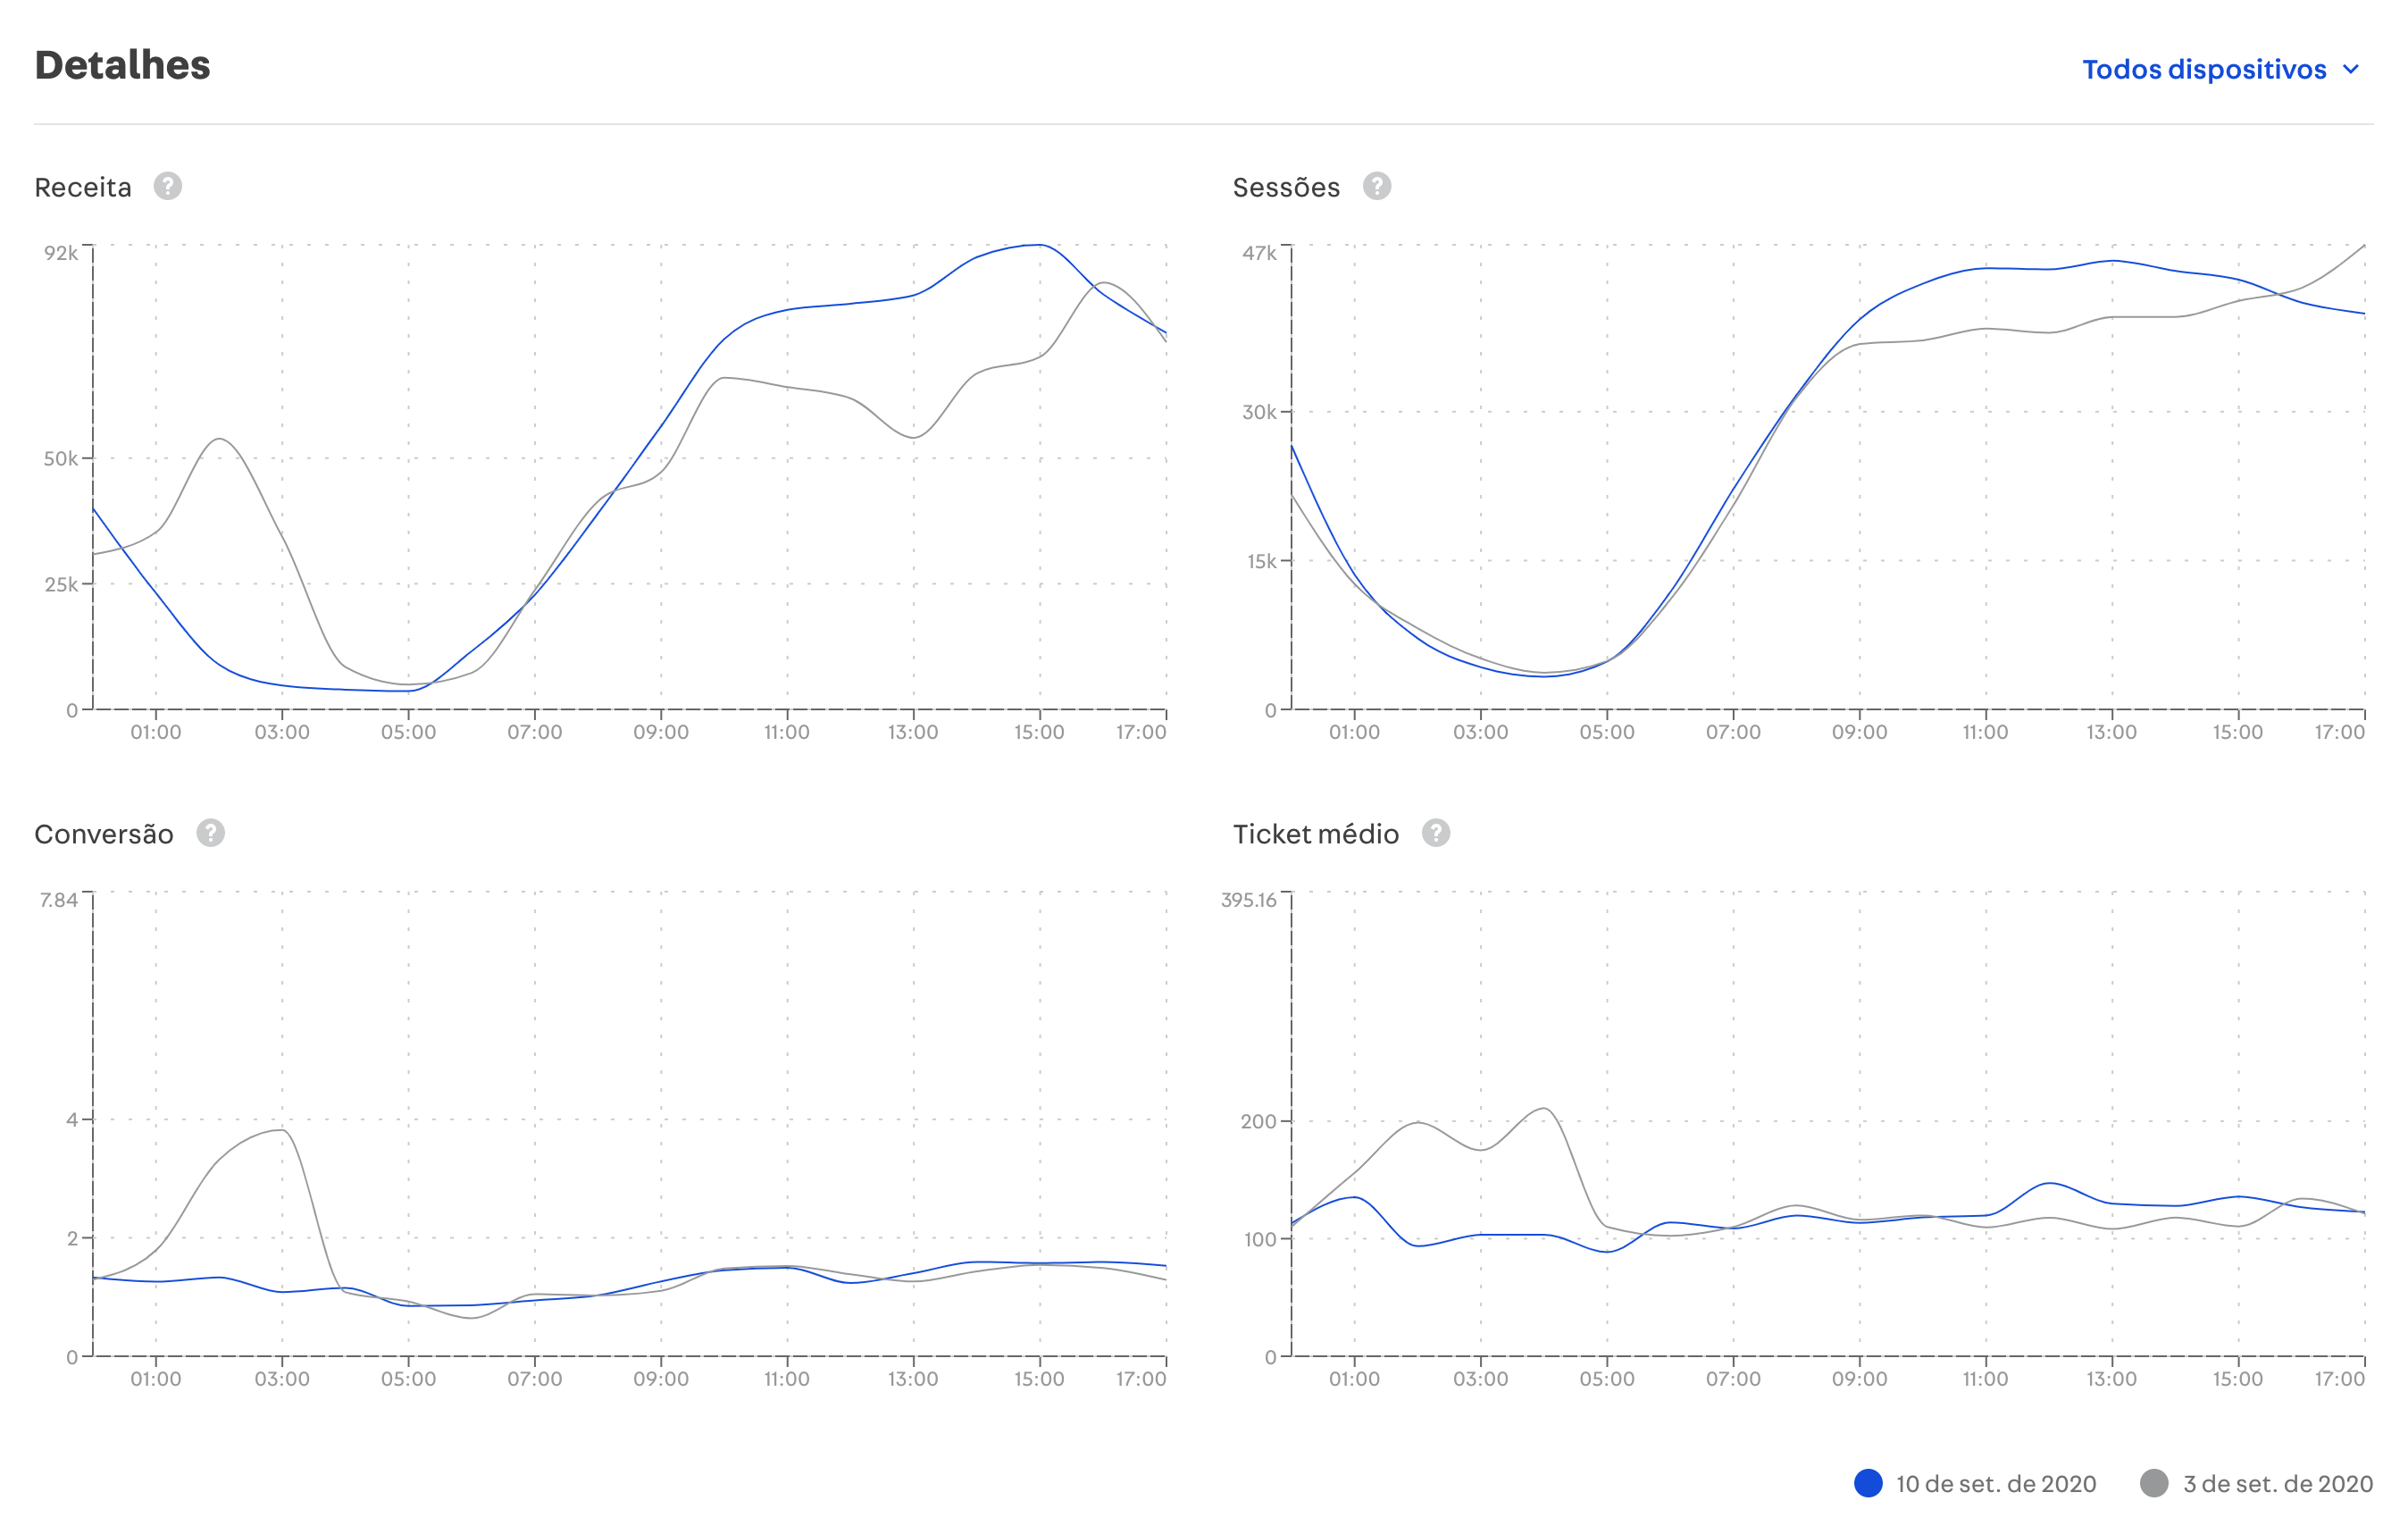 Detalhes
Todos dispositivos
Receita ?
92k
50k
25k
0
01:00 03:00 05:00 07:00 09:00 11:00 13:00 15:00 17:00
Sessões ?
47k
30k
15k
0
01:00 03:00 05:00 07:00 09:00 11:00 13:00 15:00 17:00
Conversão ?
7.84
4
2
0
01:00 03:00 05:00 07:00 09:00 11:00 13:00 15:00 17:00
Ticket médio ?
395.16
200
100
0
01:00 03:00 05:00 07:00 09:00 11:00 13:00 15:00 17:00
10 de set. de 2020 3 de set. de 2020